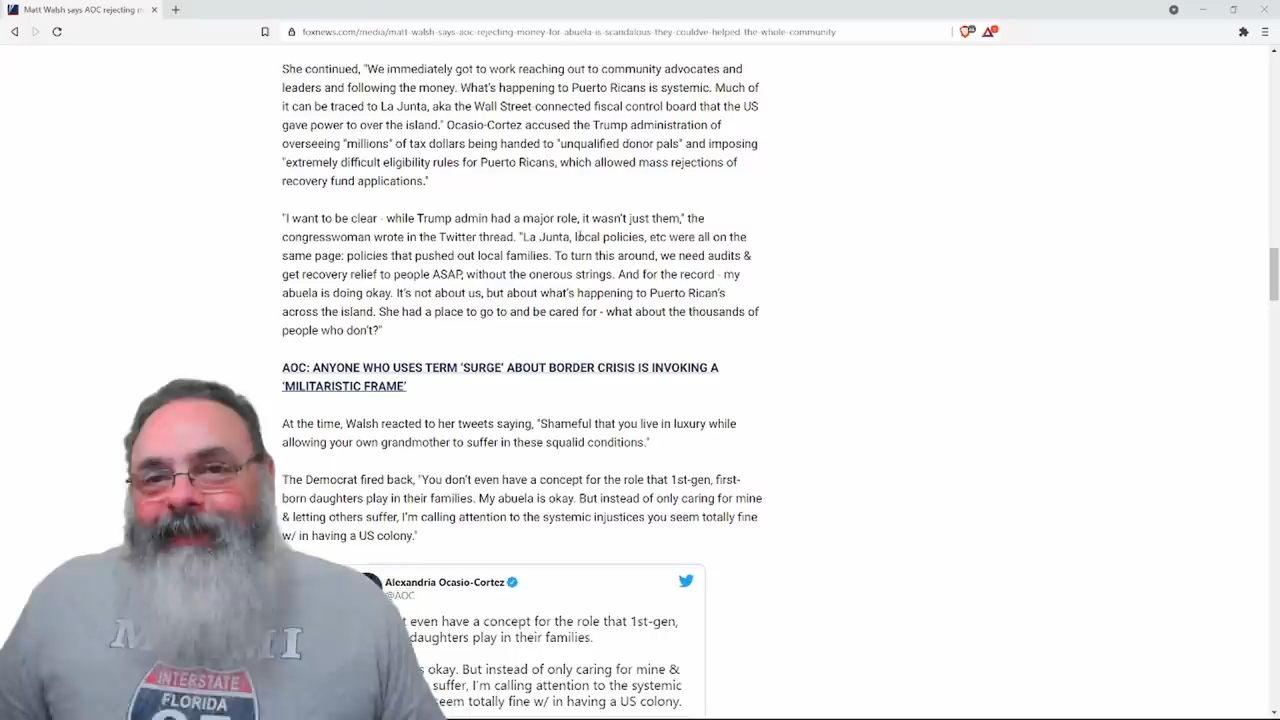 Matt Walsh says AOC rejecting m
foxnews.com/media/matt-walsh-says-aoc-rejecting-money-for-abuela-is-scandalous-they-couldve-helped-the-whole-community
She continued, "We immediately got to work reaching out to community advocates and
leaders and following the money. What's happening to Puerto Ricans is systemic. Much of
it can be traced to La Junta, aka the Wall Street-connected fiscal control board that the US
gave power to over the island." Ocasio-Cortez accused the Trump administration of
overseeing "millions" of tax dollars being handed to "unqualified donor pals" and imposing
"extremely difficult eligibility rules for Puerto Ricans, which allowed mass rejections of
recovery fund applications."
"I want to be clear - while Trump admin had a major role, it wasn't just them," the
congresswoman wrote in the Twitter thread. "La Junta, local policies, etc were all on the
same page: policies that pushed out local families. To turn this around, we need audits &
get recovery relief to people ASAP, without the onerous strings. And for the record - my
abuela is doing okay. It's not about us, but about what's happening to Puerto Rican's
across the island. She had a place to go to and be cared for - what about the thousands of
people who don't?"
AOC: ANYONE WHO USES TERM 'SURGE' ABOUT BORDER CRISIS IS INVOKING A
'MILITARISTIC FRAME'
At the time, Walsh reacted to her tweets saying, "Shameful that you live in luxury while
allowing your own grandmother to suffer in these squalid conditions."
The Democrat fired back, "You don't even have a concept for the role that 1st-gen, first-
born daughters play in their families. My abuela is okay. But instead of only caring for mine
& letting others suffer, I'm calling attention to the systemic injustices you seem totally fine
w/ in having a US colony."
Alexandria Ocasio-Cortez
@AOC
even have a concept for the role that 1st-gen,
daughters play in their families.
okay. But instead of only caring for mine &
suffer, I'm calling attention to the systemic
seem totally fine w/ in having a US colony.
INTERSTATE
FLORIDA